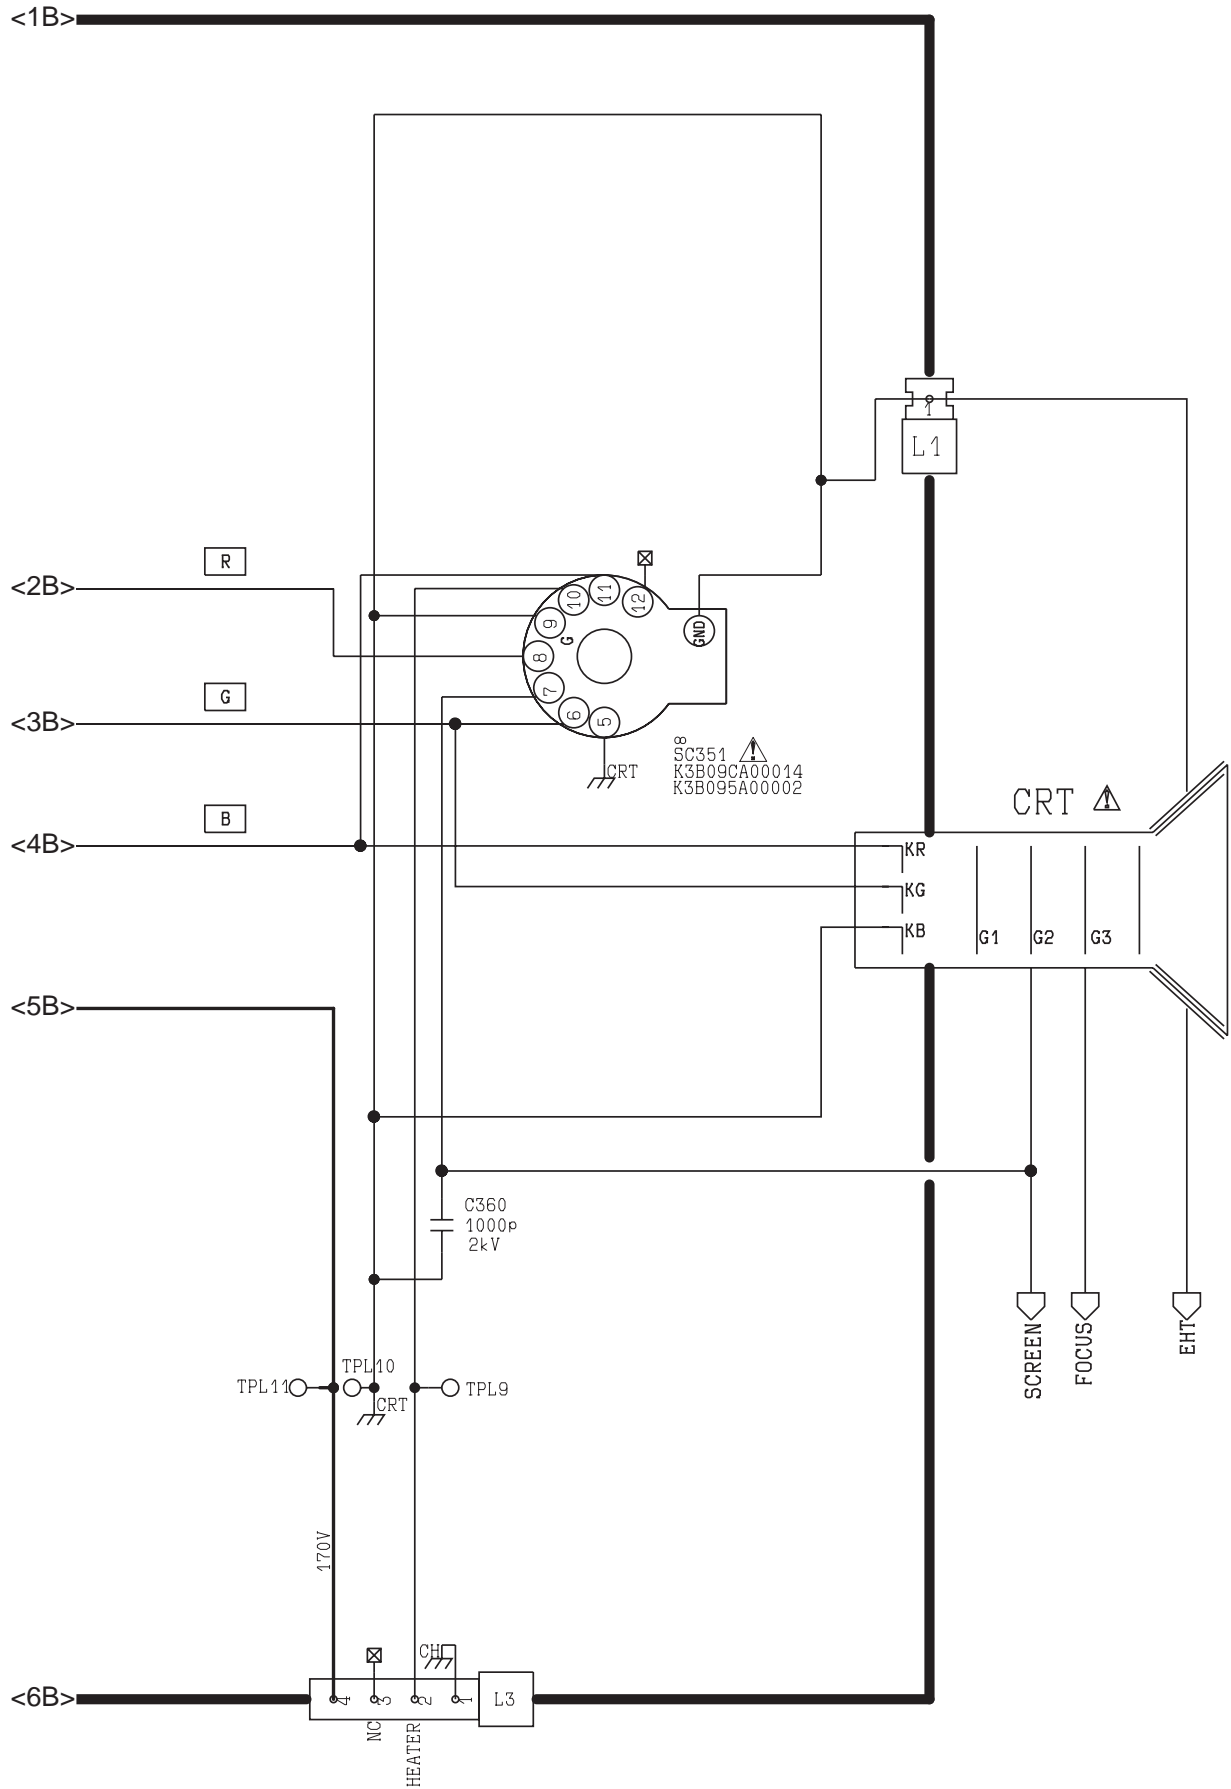 <1B>
1
L1
R
<2B>
11
10
12
9
G
GND
8
7
G
6
5
<3B>
∞
SC351
CRT
K3B09CA00014
K3B095A00002
CRT
B
<4B>
KR
KG
KB
G1
G2
G3
<5B>
C360
1000p
2kV
SCREEN
FOCUS
EHT
TPL10
TPL11
TPL9
CRT
170V
CH
<6B>
4
3
2
1
L3
NC
HEATER